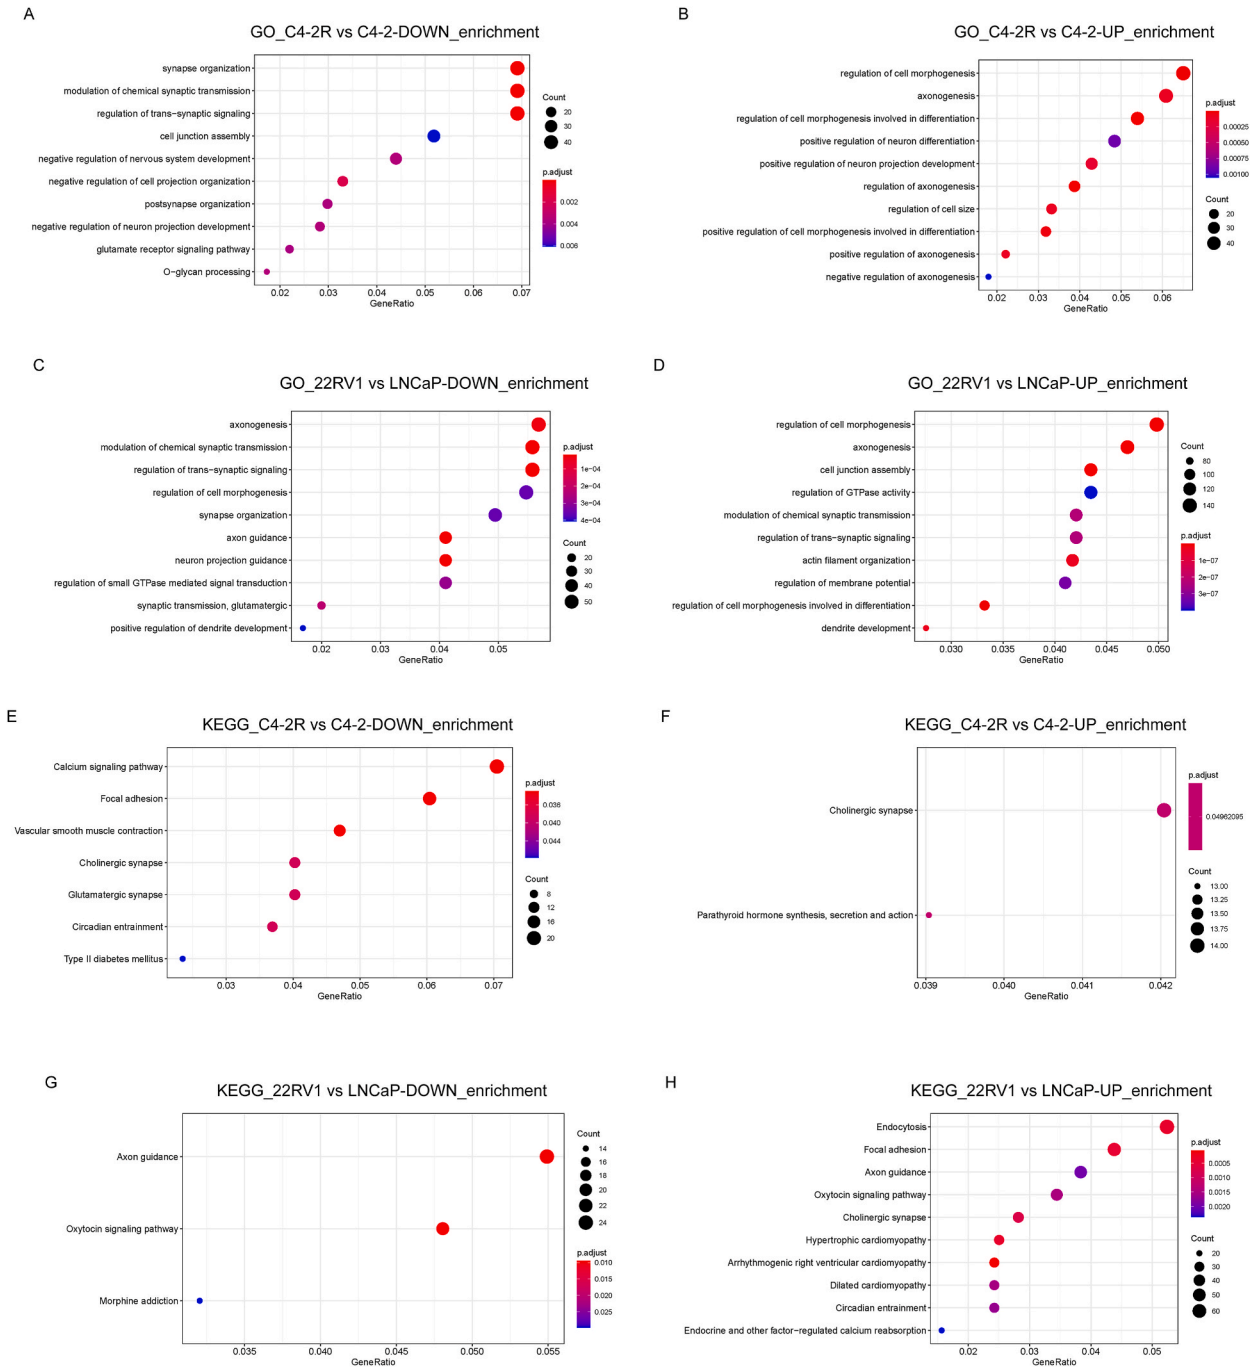 A
GO_C4-2R vs C4-2-DOWN_enrichment
synapse organization
modulation of chemical synaptic transmission
regulation of trans−synaptic signaling
cell junction assembly
negative regulation of nervous system development
negative regulation of cell projection organization
postsynapse organization
negative regulation of neuron projection development
glutamate receptor signaling pathway
O−glycan processing
0.02 0.03 0.04 0.05 0.06 0.07
GeneRatio
Count
20
30
40
p.adjust
0.002
0.004
0.006
B
GO_C4-2R vs C4-2-UP_enrichment
regulation of cell morphogenesis
axonogenesis
regulation of cell morphogenesis involved in differentiation
positive regulation of neuron differentiation
positive regulation of neuron projection development
regulation of axonogenesis
regulation of cell size
positive regulation of cell morphogenesis involved in differentiation
positive regulation of axonogenesis
negative regulation of axonogenesis
0.02 0.03 0.04 0.05 0.06
GeneRatio
p.adjust
0.00025
0.00050
0.00075
0.00100
Count
20
30
40
C
GO_22RV1 vs LNCaP-DOWN_enrichment
axonogenesis
modulation of chemical synaptic transmission
regulation of trans−synaptic signaling
regulation of cell morphogenesis
synapse organization
axon guidance
neuron projection guidance
regulation of small GTPase mediated signal transduction
synaptic transmission, glutamatergic
positive regulation of dendrite development
0.02 0.03 0.04 0.05
GeneRatio
p.adjust
1e−04
2e−04
3e−04
4e−04
Count
20
30
40
50
D
GO_22RV1 vs LNCaP-UP_enrichment
regulation of cell morphogenesis
axonogenesis
cell junction assembly
regulation of GTPase activity
modulation of chemical synaptic transmission
regulation of trans−synaptic signaling
actin filament organization
regulation of membrane potential
regulation of cell morphogenesis involved in differentiation
dendrite development
0.030 0.035 0.040 0.045 0.050
GeneRatio
Count
80
100
120
140
p.adjust
1e−07
2e−07
3e−07
E
KEGG_C4-2R vs C4-2-DOWN_enrichment
Calcium signaling pathway
Focal adhesion
Vascular smooth muscle contraction
Cholinergic synapse
Glutamatergic synapse
Circadian entrainment
Type II diabetes mellitus
0.03 0.04 0.05 0.06 0.07
GeneRatio
p.adjust
0.036
0.040
0.044
Count
8
12
16
20
F
KEGG_C4-2R vs C4-2-UP_enrichment
Cholinergic synapse
Parathyroid hormone synthesis, secretion and action
0.039 0.040 0.041 0.042
GeneRatio
p.adjust
0.04962095
Count
13.00
13.25
13.50
13.75
14.00
G
KEGG_22RV1 vs LNCaP-DOWN_enrichment
Axon guidance
Oxytocin signaling pathway
Morphine addiction
0.035 0.040 0.045 0.050 0.055
GeneRatio
Count
14
16
18
20
22
24
p.adjust
0.010
0.015
0.020
0.025
H
KEGG_22RV1 vs LNCaP-UP_enrichment
Endocytosis
Focal adhesion
Axon guidance
Oxytocin signaling pathway
Cholinergic synapse
Hypertrophic cardiomyopathy
Arrhythmogenic right ventricular cardiomyopathy
Dilated cardiomyopathy
Circadian entrainment
Endocrine and other factor−regulated calcium reabsorption
0.02 0.03 0.04 0.05
GeneRatio
p.adjust
0.0005
0.0010
0.0015
0.0020
Count
20
30
40
50
60